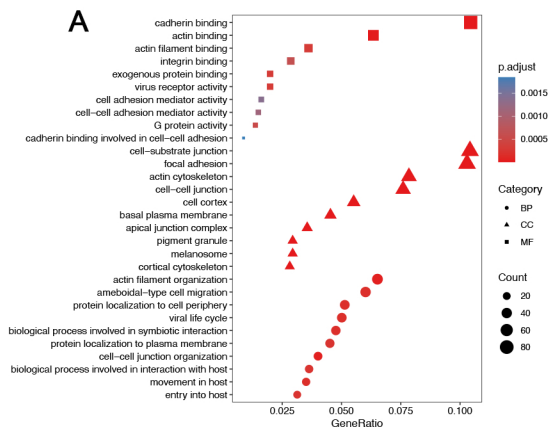 A
cadherin binding
actin binding
actin filament binding
integrin binding
exogenous protein binding
virus receptor activity
cell adhesion mediator activity
cell−cell adhesion mediator activity
G protein activity
cadherin binding involved in cell−cell adhesion
cell−substrate junction
focal adhesion
actin cytoskeleton
cell−cell junction
cell cortex
basal plasma membrane
apical junction complex
pigment granule
melanosome
cortical cytoskeleton
actin filament organization
ameboidal−type cell migration
protein localization to cell periphery
viral life cycle
biological process involved in symbiotic interaction
protein localization to plasma membrane
cell−cell junction organization
biological process involved in interaction with host
movement in host
entry into host
0.025 0.050 0.075 0.100
GeneRatio
p.adjust
0.0015
0.0010
0.0005
Category
BP
CC
MF
Count
20
40
60
80